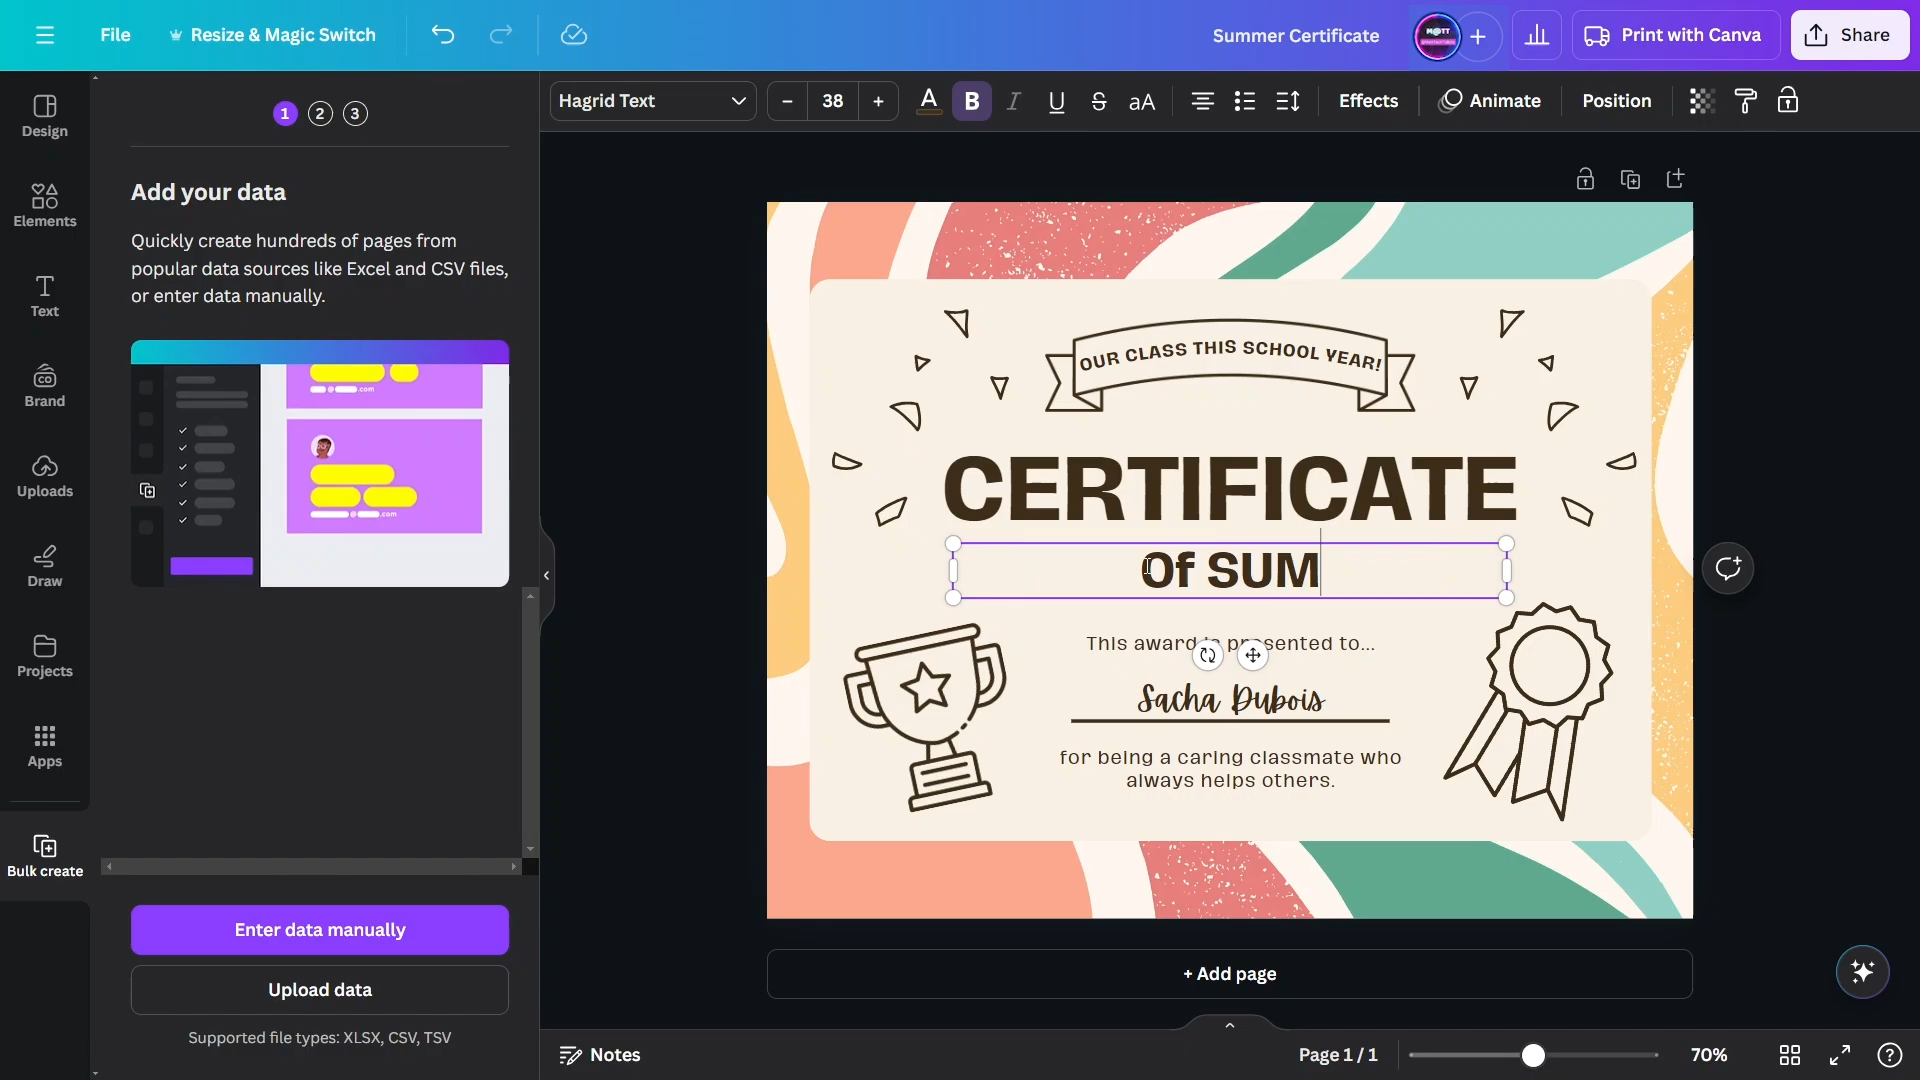 File
Resize & Magic Switch
Summer Certificate
M@TT
Print with Canva
Share
Hagrid Text
– 38 +
A B I U S aA
Effects
Animate
Position
Design
Elements
Text
Brand
Uploads
Draw
Projects
Apps
Bulk create
1 2 3
Add your data
Quickly create hundreds of pages from
popular data sources like Excel and CSV files,
or enter data manually.
.com
.com
Enter data manually
Upload data
Supported file types: XLSX, CSV, TSV
OUR CLASS THIS SCHOOL YEAR!
CERTIFICATE
Of SUM
This award is presented to...
Sacha Dubois
for being a caring classmate who
always helps others.
+ Add page
Notes
Page 1 / 1
70%